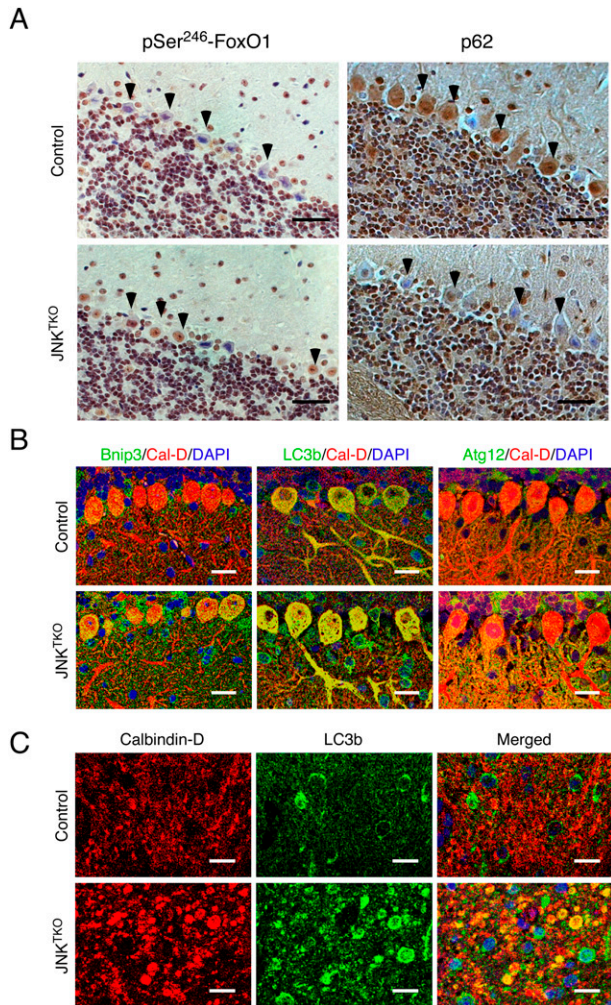 A
pSer246-FoxO1
p62
Control
JNKTKO
B
Bnip3/Cal-D/DAPI
LC3b/Cal-D/DAPI
Atg12/Cal-D/DAPI
Control
JNKTKO
C
Calbindin-D
LC3b
Merged
Control
JNKTKO